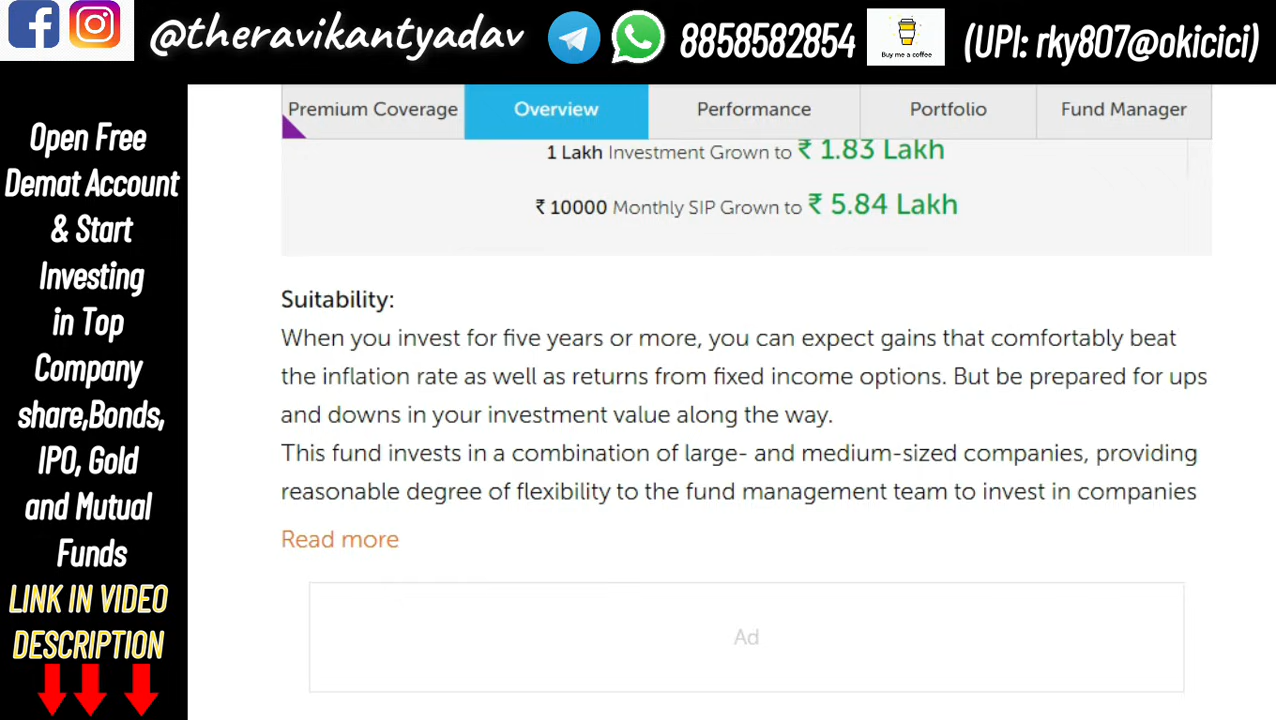 @theravikantyadav 8858582854 Buy me a coffee (UPI: rky807@okicici)
Open Free
Demat Account
& Start
Investing
in Top
Company
share,Bonds,
IPO, Gold
and Mutual
Funds
LINK IN VIDEO
DESCRIPTION
Premium Coverage Overview Performance Portfolio Fund Manager
1 Lakh Investment Grown to ₹ 1.83 Lakh
₹ 10000 Monthly SIP Grown to ₹ 5.84 Lakh
Suitability:
When you invest for five years or more, you can expect gains that comfortably beat
the inflation rate as well as returns from fixed income options. But be prepared for ups
and downs in your investment value along the way.
This fund invests in a combination of large- and medium-sized companies, providing
reasonable degree of flexibility to the fund management team to invest in companies
Read more
Ad